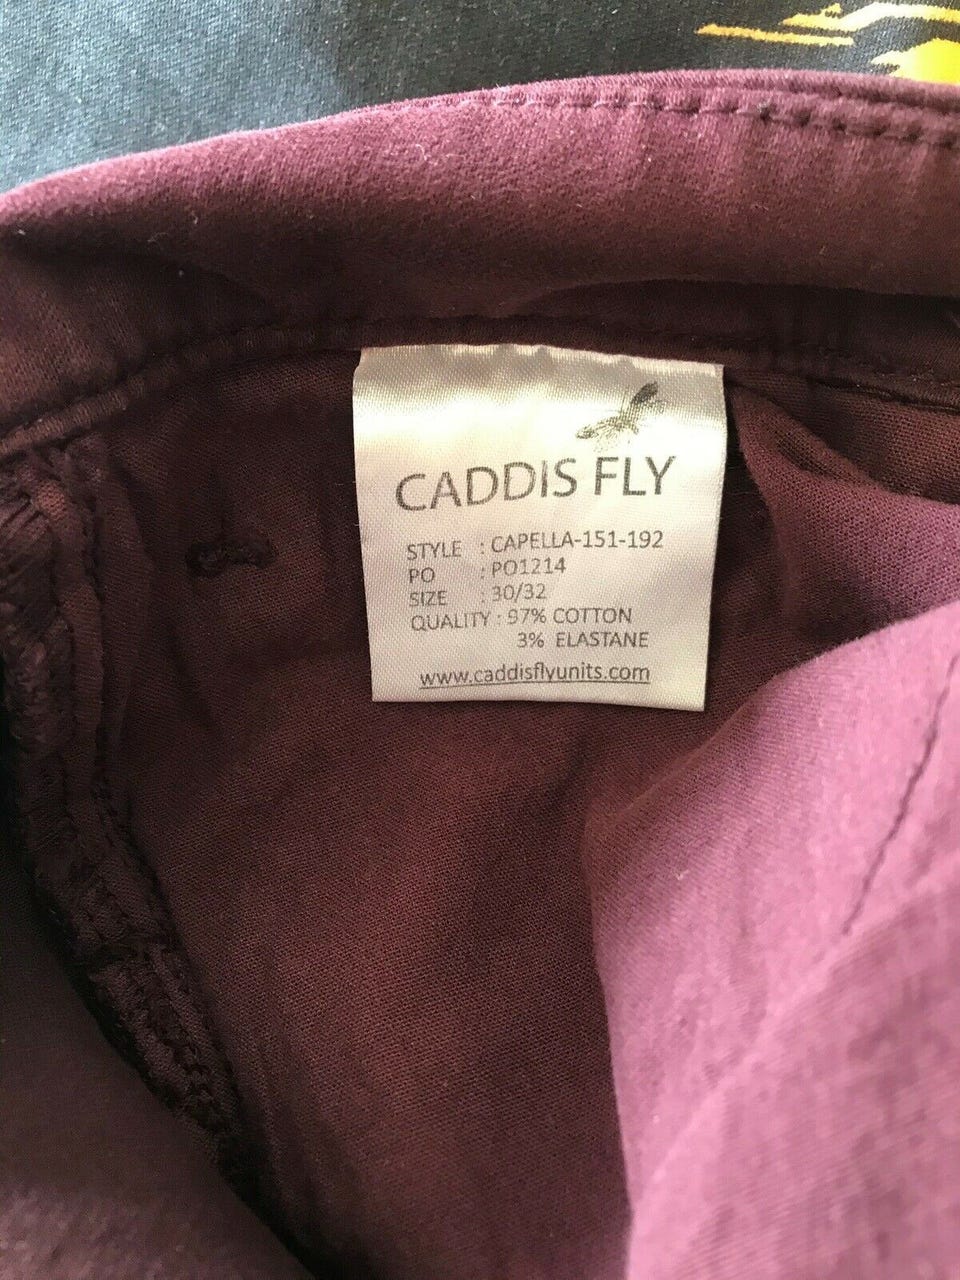 CADDIS FLY
STYLE : CAPELLA-151-192
PO : PO1214
SIZE : 30/32
QUALITY : 97% COTTON
3% ELASTANE
www.caddisflyunits.com